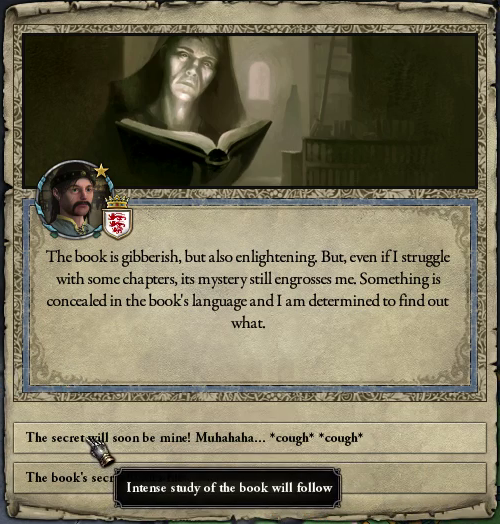 The book is gibberish, but also enlightening. But, even if I struggle
with some chapters, its mystery still engrosses me. Something is
concealed in the book's language and I am determined to find out
what.
The secret will soon be mine! Muhahaha... *cough* *cough*
The book's
Intense study of the book will follow